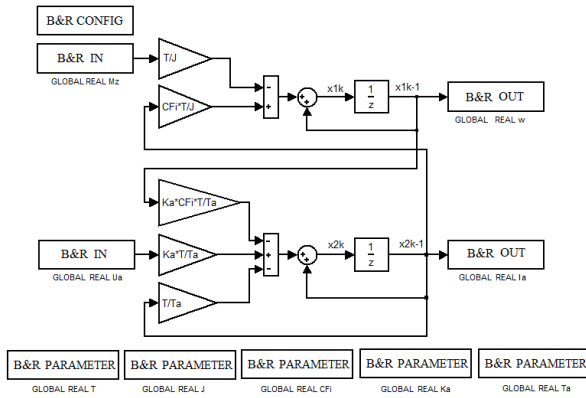 B&R CONFIG
B&R IN
GLOBAL REAL Mz
T/J
CFi*T/J
-
+
+
+
x1k
1
z
x1k-1
B&R OUT
GLOBAL REAL w
Ka*CFi*T/Ta
B&R IN
GLOBAL REAL Ua
Ka*T/Ta
T/Ta
-
+
-
+
+
x2k
1
z
x2k-1
B&R OUT
GLOBAL REAL Ia
B&R PARAMETER
GLOBAL REAL T
B&R PARAMETER
GLOBAL REAL J
B&R PARAMETER
GLOBAL REAL CFi
B&R PARAMETER
GLOBAL REAL Ka
B&R PARAMETER
GLOBAL REAL Ta